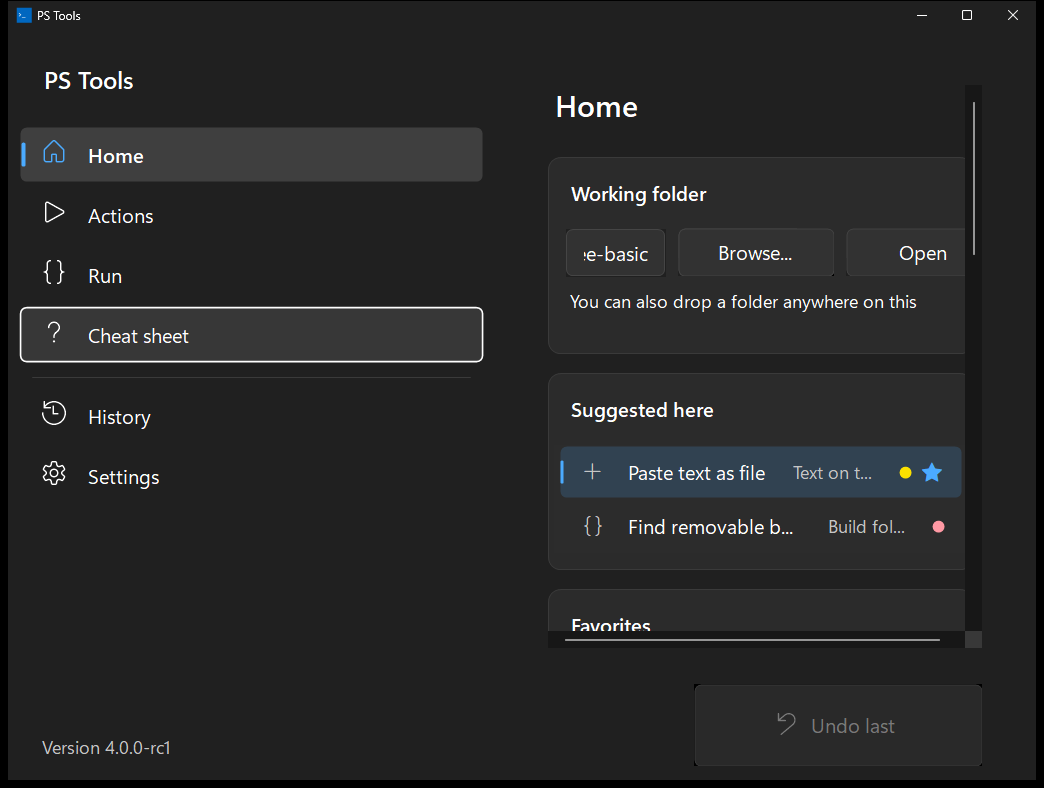 PS Tools
PS Tools
Home
Actions
Run
Cheat sheet
History
Settings
Version 4.0.0-rc1
Home
Working folder
e-basic
Browse...
Open
You can also drop a folder anywhere on this
Suggested here
Paste text as file
Text on t...
Find removable b...
Build fol...
Favorites
Undo last